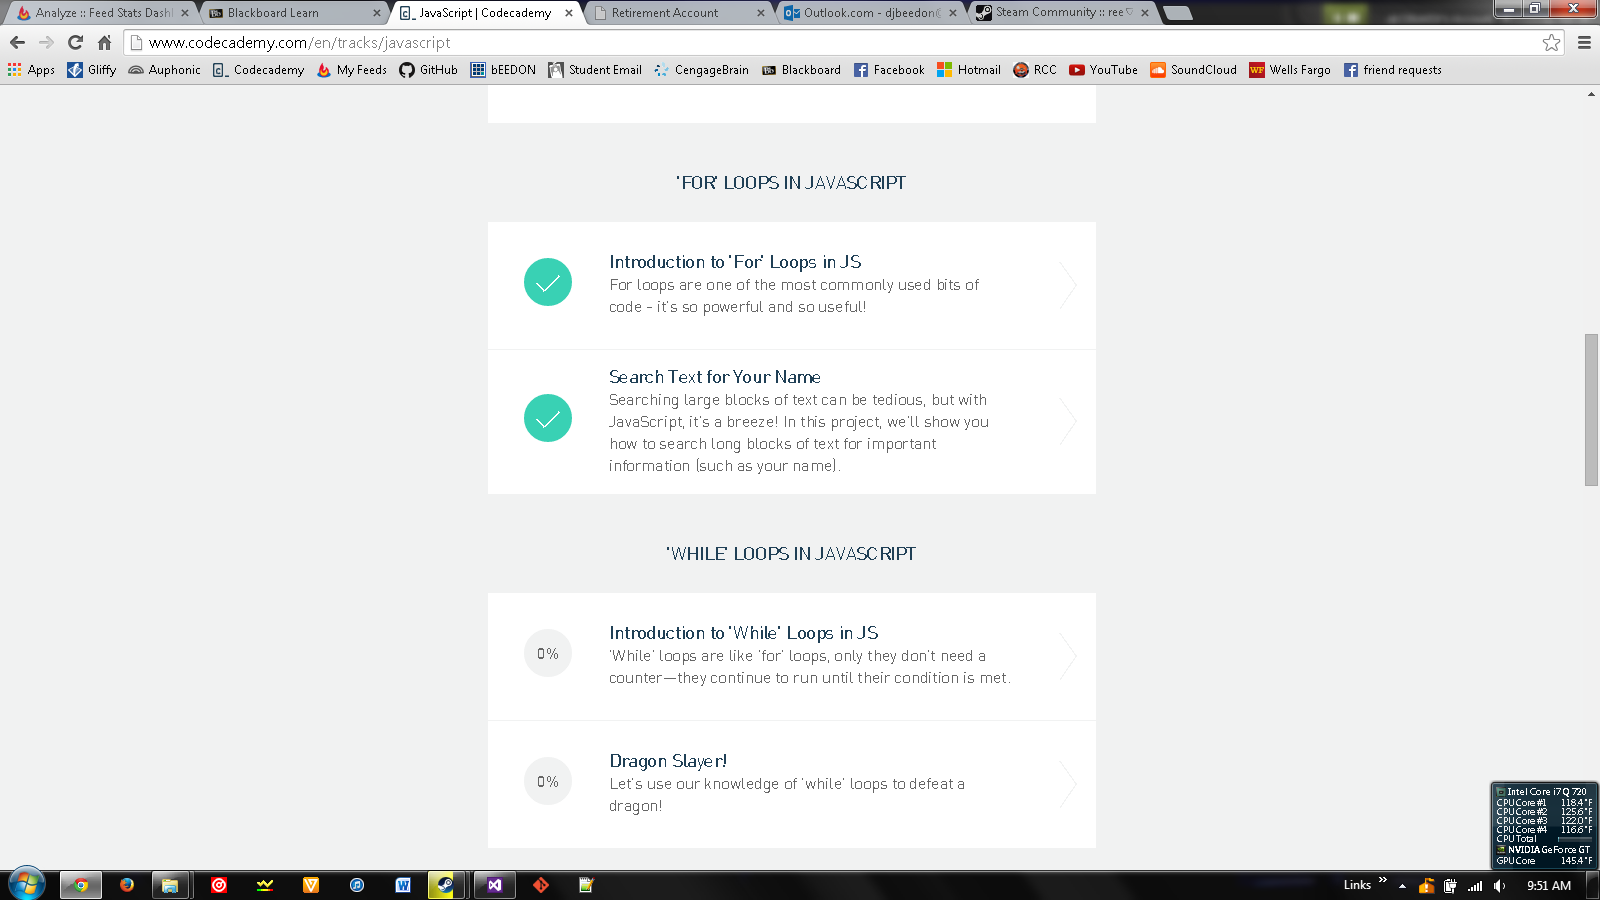 Analyze :: Feed Stats Dash
Blackboard Learn
JavaScript | Codecademy
Retirement Account
Outlook.com - djbeedon@
Steam Community :: ree
www.codecademy.com/en/tracks/javascript
Apps
Gliffy
Auphonic
Codecademy
My Feeds
GitHub
bEEDON
Student Email
CengageBrain
Blackboard
Facebook
Hotmail
RCC
YouTube
SoundCloud
Wells Fargo
friend requests
'FOR' LOOPS IN JAVASCRIPT
Introduction to 'For' Loops in JS
For loops are one of the most commonly used bits of
code - it's so powerful and so useful!
Search Text for Your Name
Searching large blocks of text can be tedious, but with
JavaScript, it's a breeze! In this project, we'll show you
how to search long blocks of text for important
information (such as your name).
'WHILE' LOOPS IN JAVASCRIPT
0%
Introduction to 'While' Loops in JS
'While' loops are like 'for' loops, only they don't need a
counter—they continue to run until their condition is met.
0%
Dragon Slayer!
Let's use our knowledge of 'while' loops to defeat a
dragon!
Intel Core i7 Q 720
CPU Core #1 118.4°F
CPU Core #2 125.6°F
CPU Core #3 122.0°F
CPU Core #4 116.6°F
CPU Total
NVIDIA GeForce GT
GPU Core 145.4°F
Links »
9:51 AM